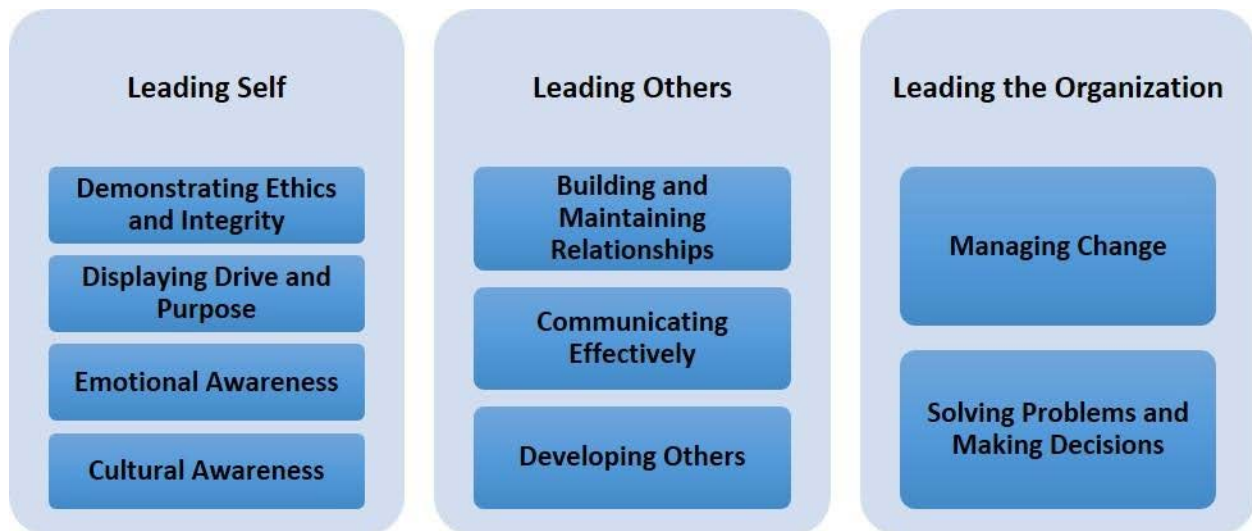 Leading Self
Demonstrating Ethics
and Integrity
Displaying Drive and
Purpose
Emotional Awareness
Cultural Awareness
Leading Others
Building and
Maintaining
Relationships
Communicating
Effectively
Developing Others
Leading the Organization
Managing Change
Solving Problems and
Making Decisions